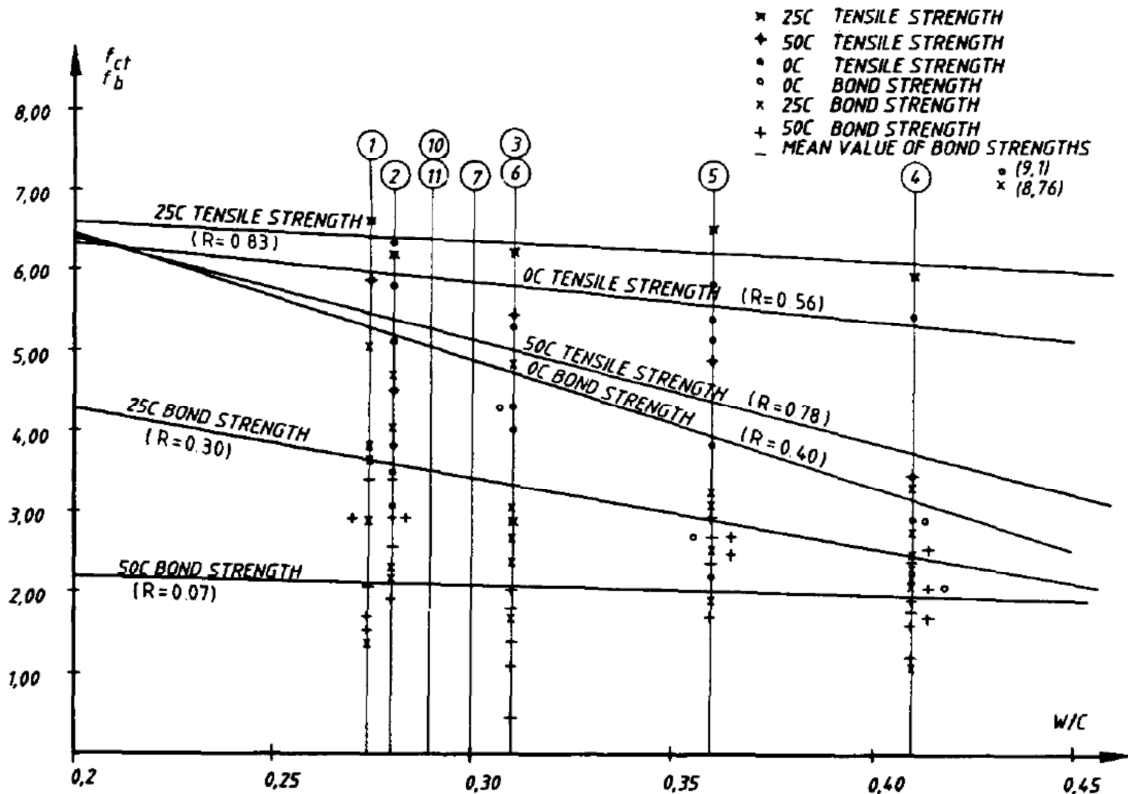 25C TENSILE STRENGTH
50C TENSILE STRENGTH
0C TENSILE STRENGTH
0C BOND STRENGTH
25C BOND STRENGTH
50C BOND STRENGTH
– MEAN VALUE OF BOND STRENGTHS
(9,1)
(8,76)
fct
fb
8,00
7,00
6,00
5,00
4,00
3,00
2,00
1,00
1
2
10
11
7
3
6
5
4
25C TENSILE STRENGTH
(R=0.83)
0C TENSILE STRENGTH (R=0.56)
50C TENSILE STRENGTH (R=0.78)
0C BOND STRENGTH (R=0.40)
25C BOND STRENGTH
(R=0.30)
50C BOND STRENGTH
(R=0.07)
W/C
0,2 0,25 0,30 0,35 0,40 0,45